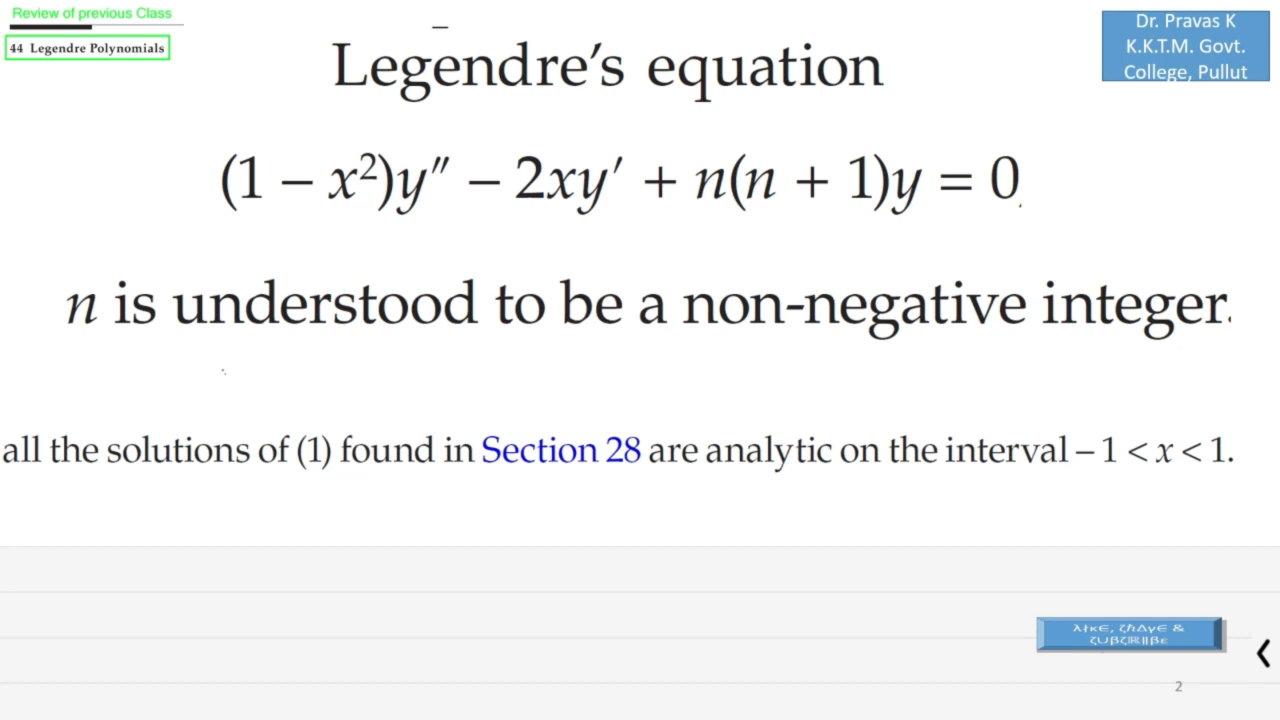 Review of previous Class
44 Legendre Polynomials
Dr. Pravas K
K.K.T.M. Govt.
College, Pullut
Legendre’s equation
(1 – x²)y″ – 2xy′ + n(n + 1)y = 0,
n is understood to be a non-negative integer.
all the solutions of (1) found in Section 28 are analytic on the interval – 1 < x < 1.
2